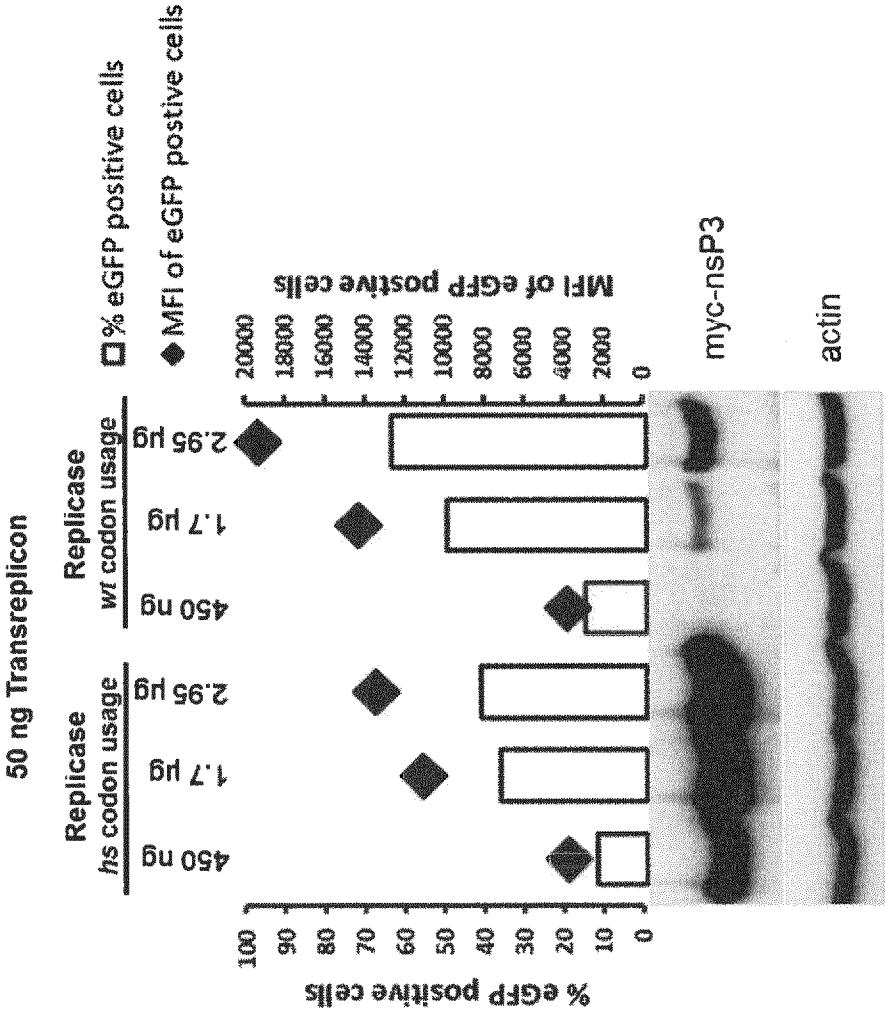 50 ng Transreplicon
Replicase
hs codon usage
Replicase
wt codon usage
% eGFP positive cells
MFI of eGFP postive cells
450 ng
1.7 µg
2.95 µg
450 ng
1.7 µg
2.95 µg
% eGFP positive cells
100
90
80
70
60
50
40
30
20
10
0
MFI of eGFP positive cells
20000
18000
16000
14000
12000
10000
8000
6000
4000
2000
0
myc-nsP3
actin